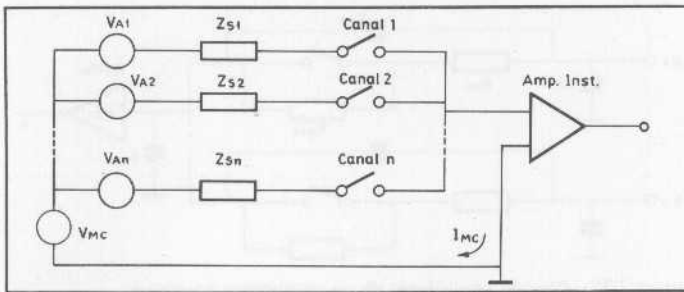 VA1 ZS1 Canal 1
VA2 ZS2 Canal 2
Amp. Inst.
VAn ZSn Canal n
VMC
IMC